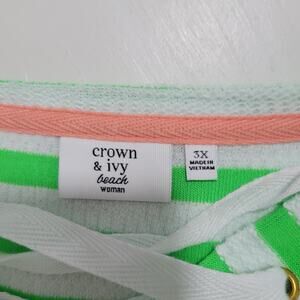 crown
& ivy
beach
WOMAN
3X
MADE IN
VIETNAM